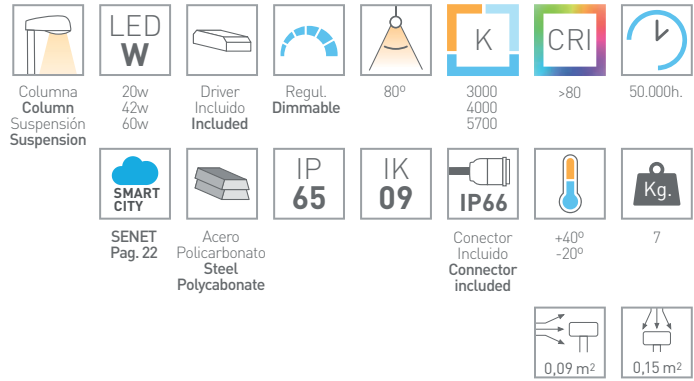 LED
W
K
CRI
Columna
Column
Suspensión
Suspension
20w
42w
60w
Driver
Incluido
Included
Regul.
Dimmable
80º
3000
4000
5700
>80
50.000h.
SMART
CITY
IP
65
IK
09
IP66
Kg.
SENET
Pag. 22
Acero
Policarbonato
Steel
Polycabonate
Conector
Incluido
Connector
included
+40º
-20º
7
0,09 m²
0,15 m²